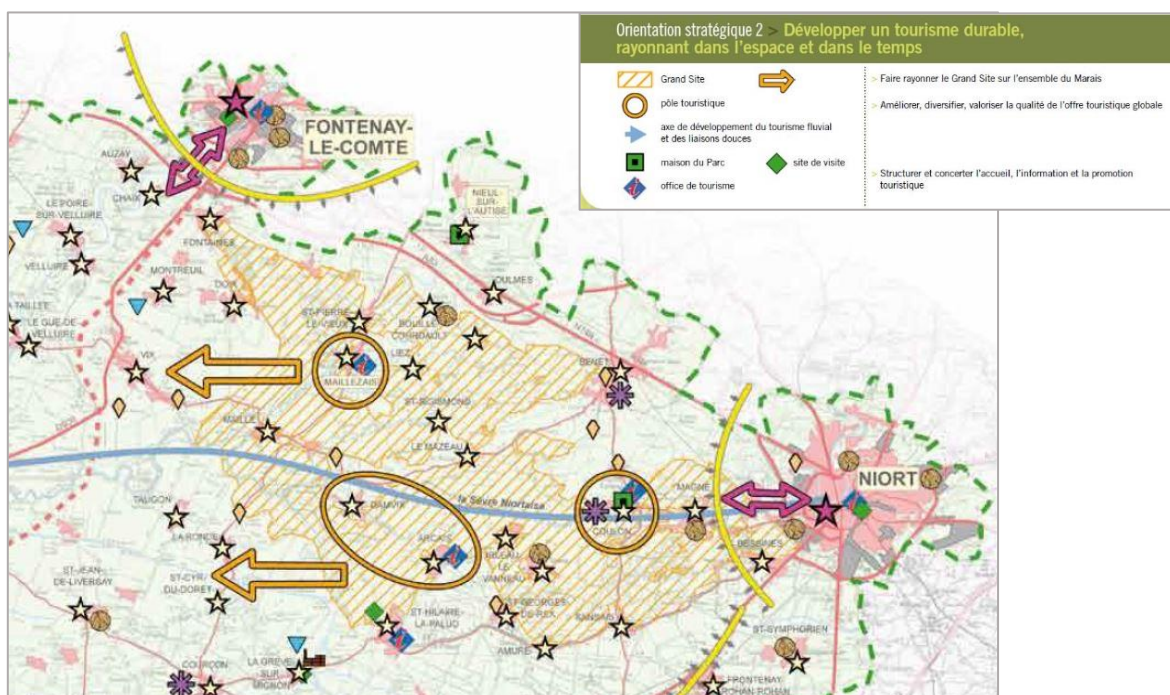 Orientation stratégique 2 > Développer un tourisme durable,
rayonnant dans l'espace et dans le temps
Grand Site
> Faire rayonner le Grand Site sur l'ensemble du Marais
pôle touristique
> Améliorer, diversifier, valoriser la qualité de l'offre touristique globale
axe de développement du tourisme fluvial
et des liaisons douces
maison du Parc
site de visite
> Structurer et concerter l'accueil, l'information et la promotion
touristique
office de tourisme
FONTENAY-
LE-COMTE
AUZAY
CHAIX
LE POIRE-
SUR-VELLUIRE
NIEUL-
SUR-
L'AUTISE
FONTAINES
VELLUIRE
MONTREUIL
DOIX
OULMES
LA TAILLEE
LE GUE-DE-
VELLUIRE
ST-PIERRE-
LE-VIEUX
BOUILLE-
COURDAULT
VIX
LIEZ
MAILLEZAIS
BENET
ST-SIGISMOND
MAILLE
LE MAZEAU
la Sèvre Niortaise
DAMVIX
COULON
MAGNE
NIORT
TAUGON
LA RONDE
ARCAIS
LE
VANNEAU
BESSINES
ST-JEAN-
DE-LIVERSAY
ST-CYR-
DU-DORET
ST-HILAIRE-
LA-PALUD
ST-GEORGES-
DE-REX
SANSAIS
AMURE
ST-SYMPHORIEN
COURCON
LA GREVE-
SUR-
MIGNON
FRONTENAY-
ROHAN-ROHAN